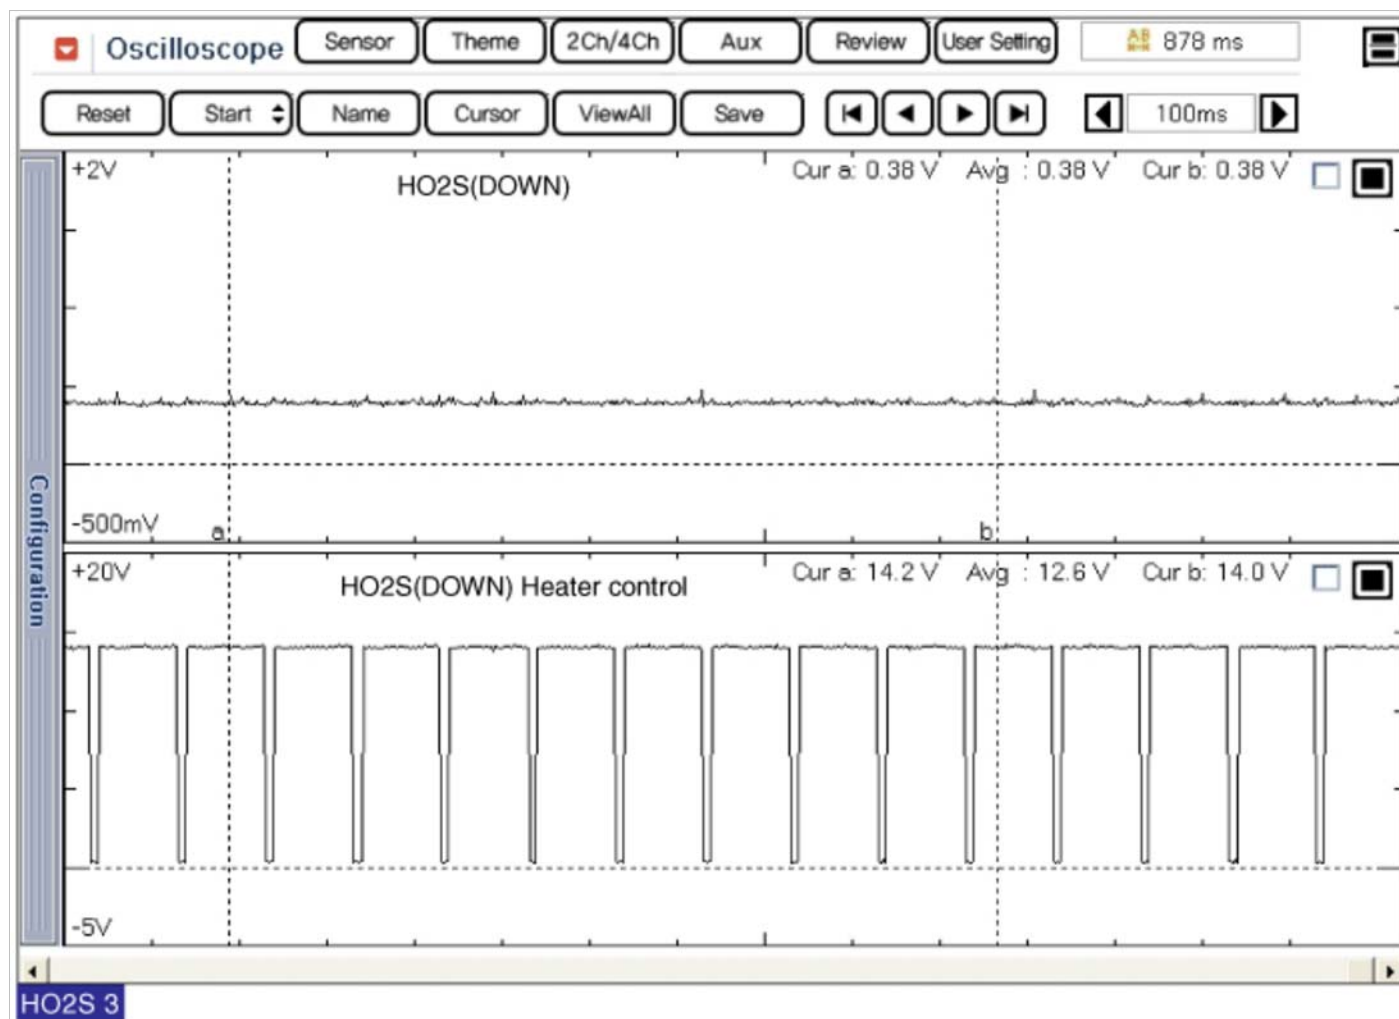 Oscilloscope Sensor Theme 2Ch/4Ch Aux Review User Setting AB 878 ms
Reset Start Name Cursor ViewAll Save 100ms
+2V HO2S(DOWN) Cur a: 0.38 V Avg : 0.38 V Cur b: 0.38 V
Configuration
-500mV a b
+20V HO2S(DOWN) Heater control Cur a: 14.2 V Avg : 12.6 V Cur b: 14.0 V
-5V
HO2S 3